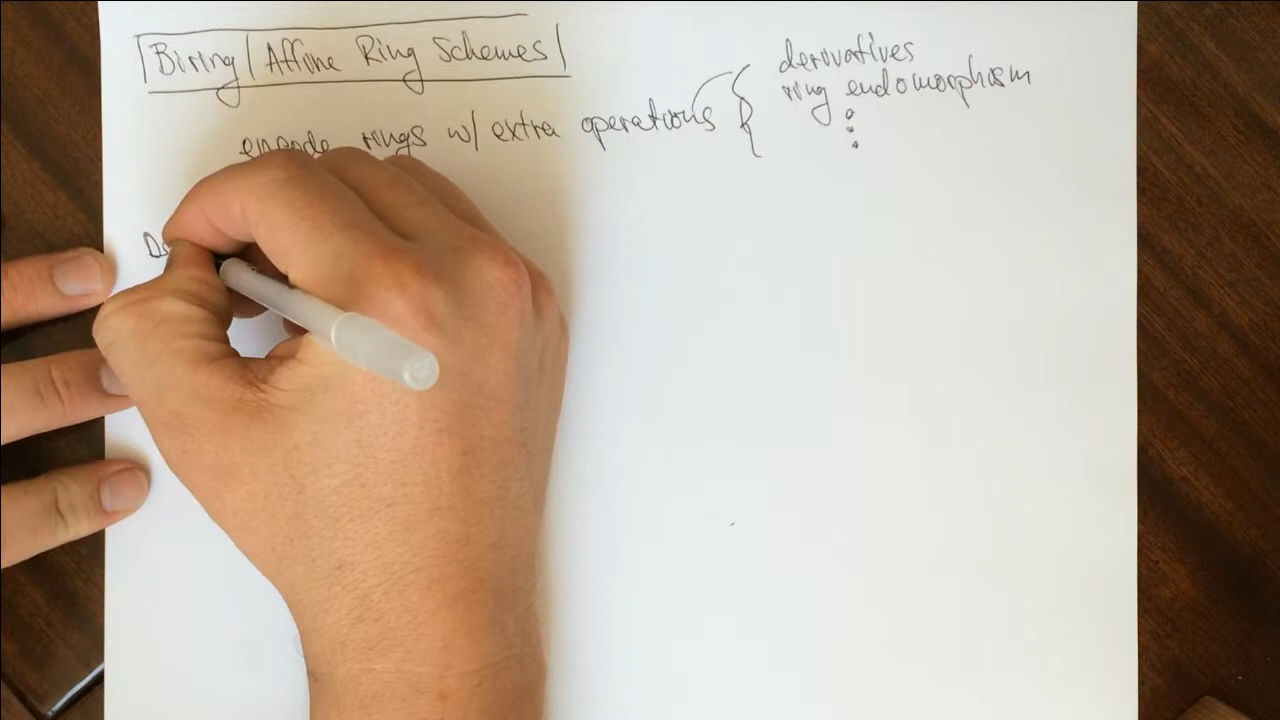 Biring / Affine Ring Schemes
encode rings w/ extra operations
derivatives
ring endomorphism